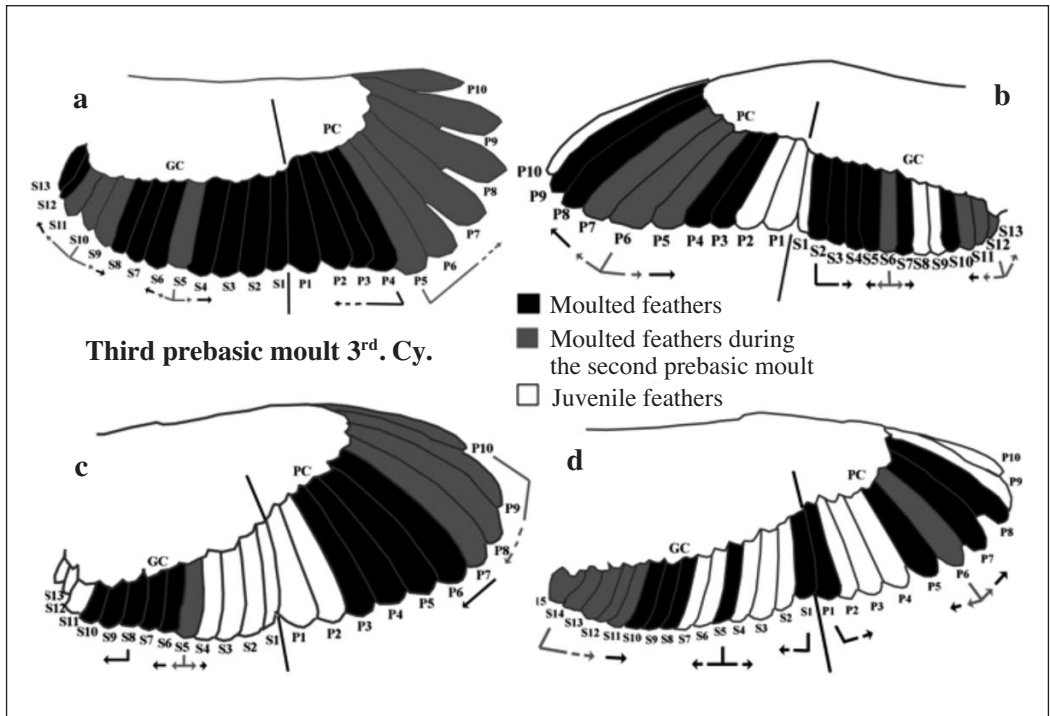 a
PC
GC
P10
P9
P8
P7
P6
P5
P4
P3
P2
P1
S1
S2
S3
S4
S5
S6
S7
S8
S9
S10
S11
S12
S13
b
PC
GC
P10
P9
P8
P7
P6
P5
P4
P3
P2
P1
S1
S2
S3
S4
S5
S6
S7
S8
S9
S10
S11
S12
S13
Third prebasic moult 3rd. Cy.
Moulted feathers
Moulted feathers during
the second prebasic moult
Juvenile feathers
c
PC
GC
P10
P9
P8
P7
P6
P5
P4
P3
P2
P1
S1
S2
S3
S4
S5
S6
S7
S8
S9
S10
S11
S12
S13
d
PC
GC
P10
P9
P8
P7
P6
P5
P4
P3
P2
P1
S1
S2
S3
S4
S5
S6
S7
S8
S9
S10
S11
S12
S13
S14
15